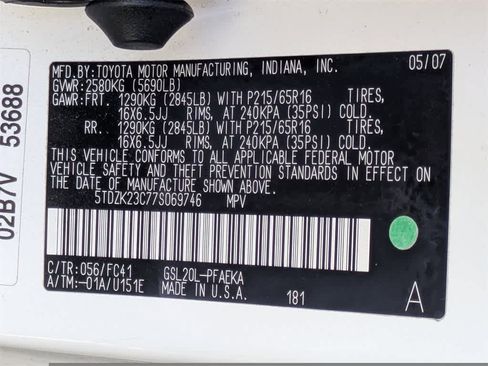 MFD.BY:TOYOTA MOTOR MANUFACTURING, INDIANA, INC. 05/07
GVWR:2580KG(5690LB)
GAWR:FRT. 1290KG(2845LB)WITH P215/65R16 TIRES,
16X6.5JJ RIMS, AT 240KPA(35PSI) COLD.
RR. 1290KG(2845LB)WITH P215/65R16 TIRES,
16X6.5JJ RIMS, AT 240KPA(35PSI) COLD.
THIS VEHICLE CONFORMS TO ALL APPLICABLE FEDERAL MOTOR
VEHICLE SAFETY AND THEFT PREVENTION STANDARDS IN EFFECT ON THE
DATE OF MANUFACTURE SHOWN ABOVE.
5TDZK23C77S069746 MPV
C/TR:056/FC41 GSL20L-PFAEKA
A/TM:-01A/U151E MADE IN U.S.A. 181 A
02B7V 53688